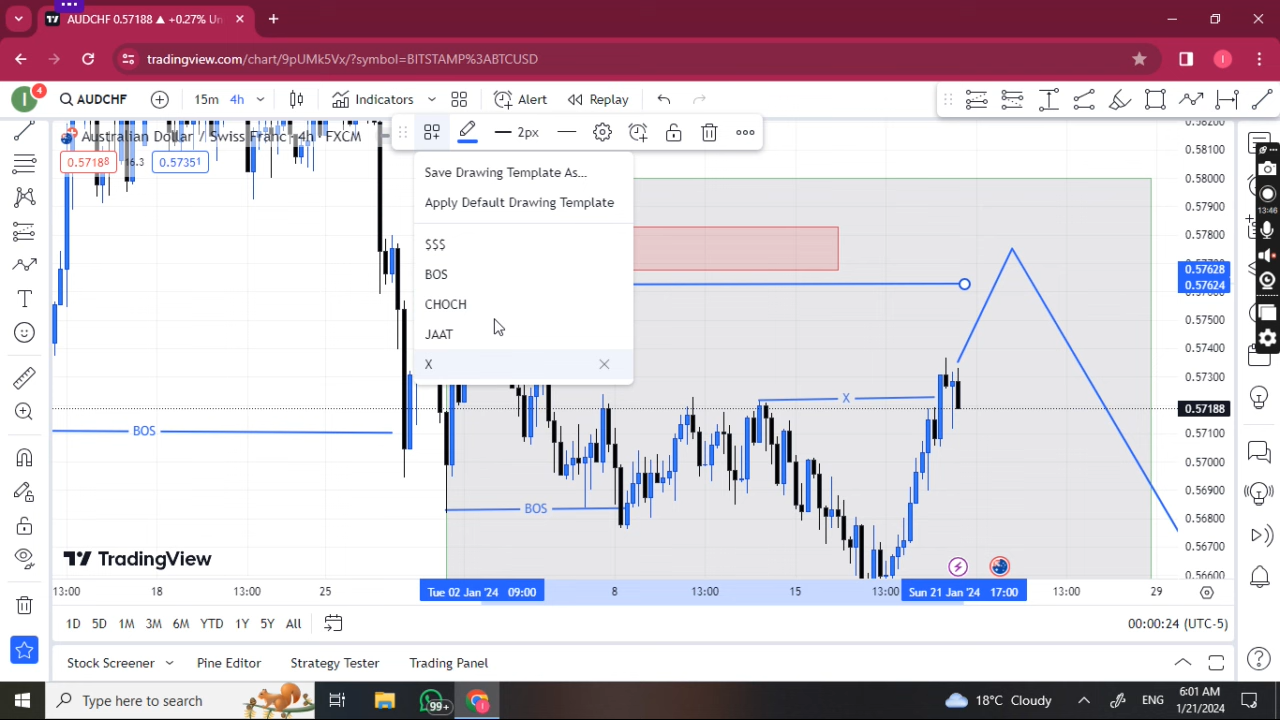 AUDCHF 0.57188 ▲ +0.27% Un
tradingview.com/chart/9pUMk5Vx/?symbol=BITSTAMP%3ABTCUSD
I
I
4
AUDCHF
15m
4h
Indicators
Alert
Replay
2px
Australian Dollar / Swiss Franc · 4h · FXCM
0.57188
16.3
0.57351
Save Drawing Template As...
Apply Default Drawing Template
$$$
BOS
CHOCH
JAAT
X
BOS
BOS
X
13:46
0.58100
0.58000
0.57900
0.57800
0.57628
0.57624
0.57500
0.57400
0.57300
0.57188
0.57100
0.57000
0.56900
0.56800
0.56700
0.56600
TradingView
13:00
18
13:00
25
Tue 02 Jan '24 09:00
8
13:00
15
13:00
Sun 21 Jan '24 17:00
13:00
29
1D
5D
1M
3M
6M
YTD
1Y
5Y
All
00:00:24 (UTC-5)
Stock Screener
Pine Editor
Strategy Tester
Trading Panel
Type here to search
99+
18°C Cloudy
ENG
6:01 AM
1/21/2024